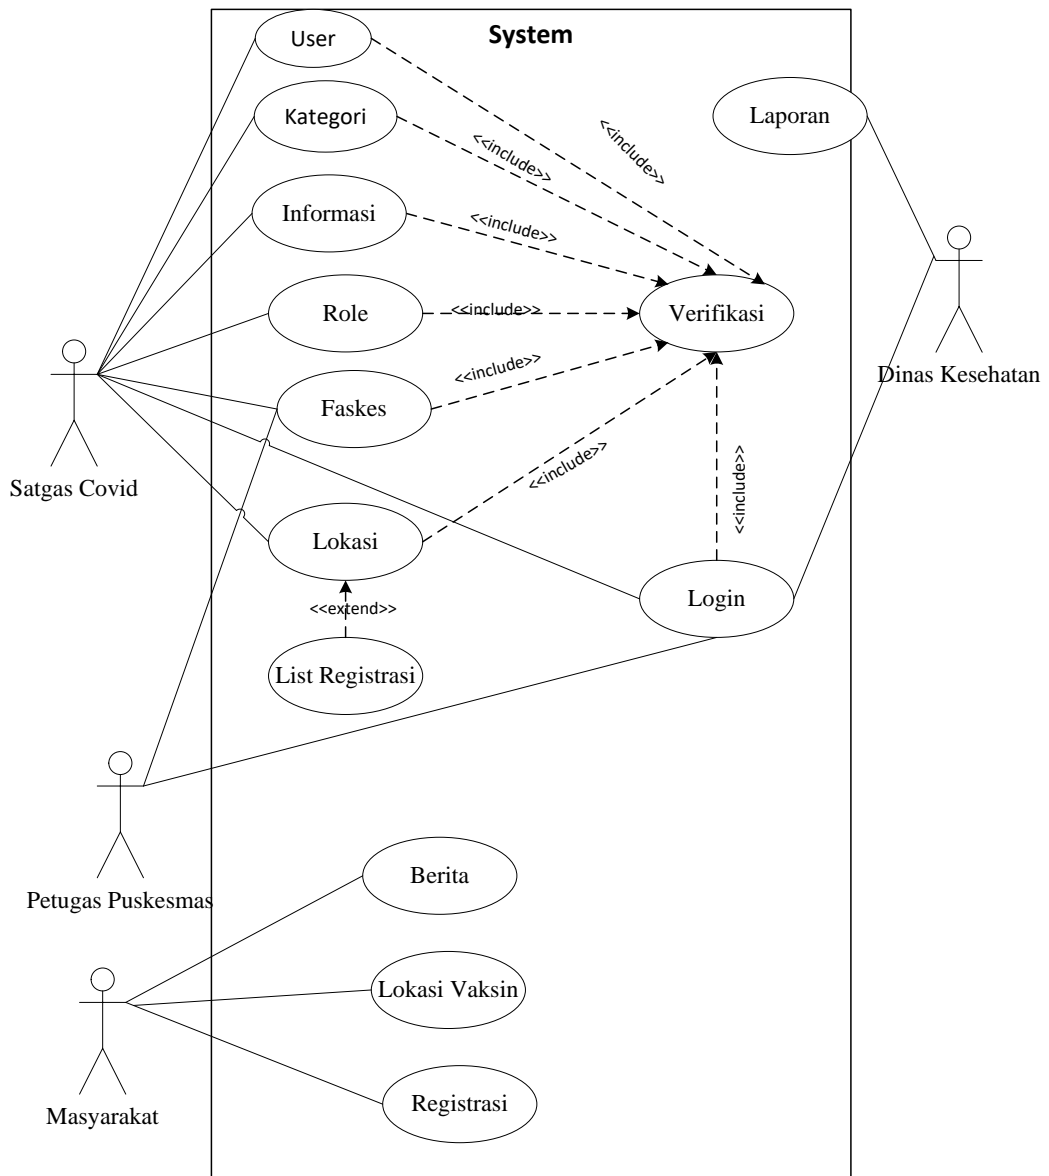 System
User
Laporan
Kategori
<<include>>
<<include>>
Informasi
<<include>>
Role
<<include>>
Verifikasi
<<include>>
Dinas Kesehatan
Faskes
Satgas Covid
<<include>>
<<include>>
Lokasi
Login
<<extend>>
List Registrasi
Petugas Puskesmas
Berita
Lokasi Vaksin
Registrasi
Masyarakat